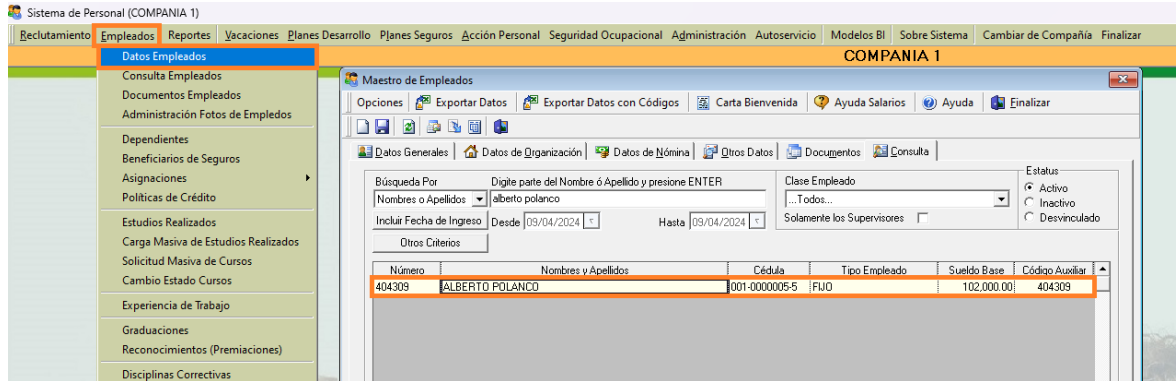 Sistema de Personal (COMPANIA 1)
Reclutamiento Empleados Reportes Vacaciones Planes Desarrollo Planes Seguros Acción Personal Seguridad Ocupacional Administración Autoservicio Modelos BI Sobre Sistema Cambiar de Compañía Finalizar
COMPANIA 1
Datos Empleados
Consulta Empleados
Documentos Empleados
Administración Fotos de Empledos
Dependientes
Beneficiarios de Seguros
Asignaciones
Políticas de Crédito
Estudios Realizados
Carga Masiva de Estudios Realizados
Solicitud Masiva de Cursos
Cambio Estado Cursos
Experiencia de Trabajo
Graduaciones
Reconocimientos (Premiaciones)
Disciplinas Correctivas
Maestro de Empleados
Opciones Exportar Datos Exportar Datos con Códigos Carta Bienvenida Ayuda Salarios Ayuda Finalizar
Datos Generales Datos de Organización Datos de Nómina Otros Datos Documentos Consulta
Búsqueda Por Digite parte del Nombre ó Apellido y presione ENTER Clase Empleado Estatus
Nombres o Apellidos alberto polanco ...Todos... Activo
Inactivo
Incluir Fecha de Ingreso Desde 09/04/2024 Hasta 09/04/2024 Solamente los Supervisores Desvinculado
Otros Criterios
Número Nombres y Apellidos Cédula Tipo Empleado Sueldo Base Código Auxiliar
404309 ALBERTO POLANCO 001-0000005-5 FIJO 102,000.00 404309